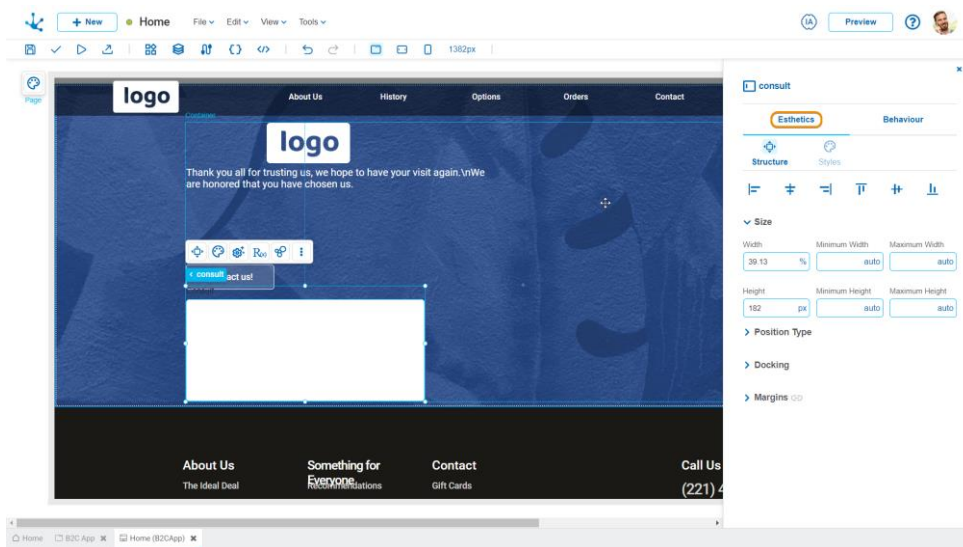 + New
Home
File
Edit
View
Tools
IA
Preview
?
1382px
Page
logo
About Us
History
Options
Orders
Contact
Container
logo
Thank you all for trusting us, we hope to have your visit again.\nWe
are honored that you have chosen us.
R(x)
consult
act us!
consult
Esthetics
Behaviour
Structure
Styles
Size
Width
Minimum Width
Maximum Width
39.13 %
auto
auto
Height
Minimum Height
Maximum Height
182 px
auto
auto
Position Type
Docking
Margins
About Us
Something for
Everyone
Contact
Call Us
The Ideal Deal
Recommendations
Gift Cards
(221) 4
Home
B2C App
Home (B2CApp)